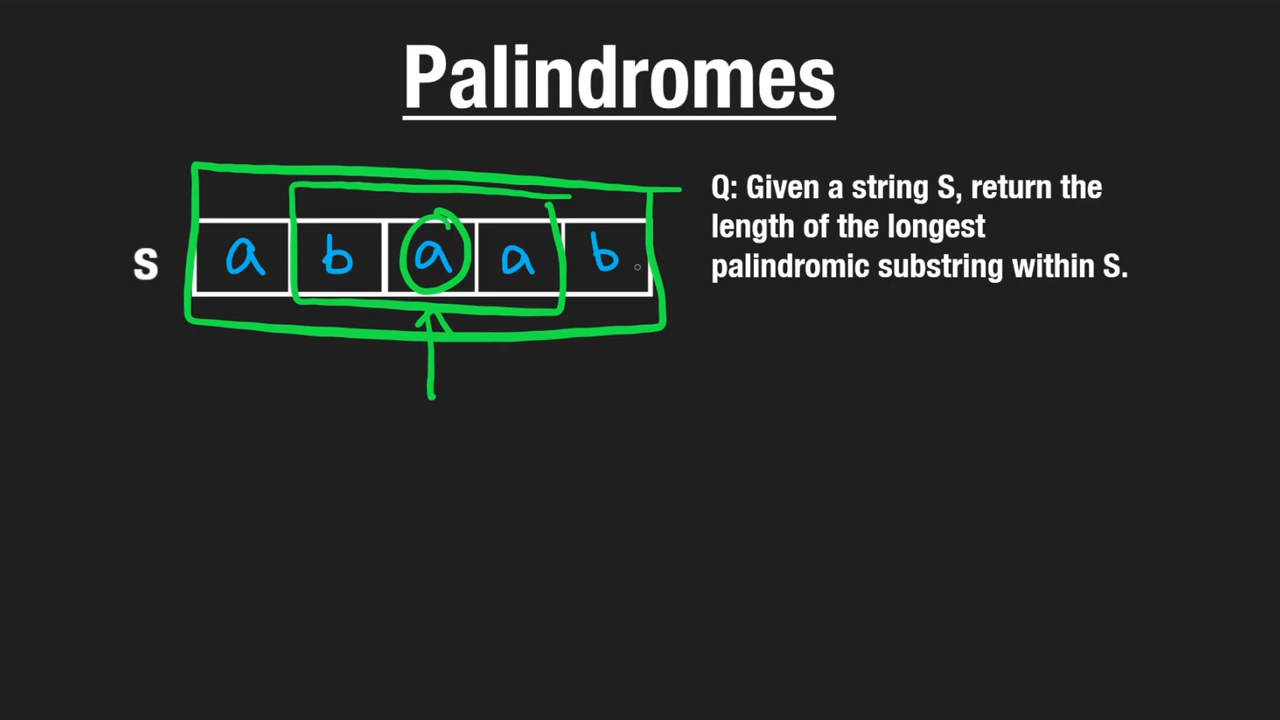 Palindromes
S a b a a b
Q: Given a string S, return the
length of the longest
palindromic substring within S.